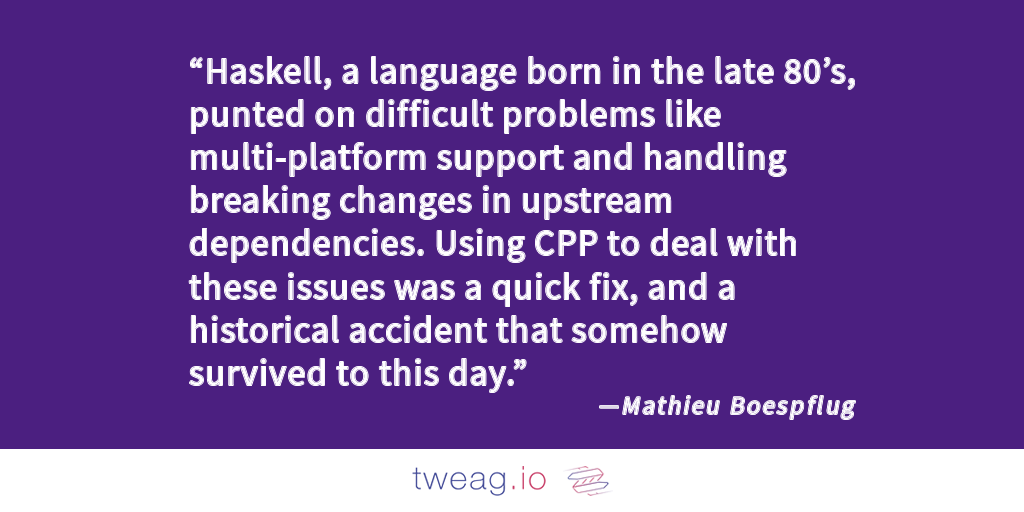 “Haskell, a language born in the late 80’s,
punted on difficult problems like
multi-platform support and handling
breaking changes in upstream
dependencies. Using CPP to deal with
these issues was a quick fix, and a
historical accident that somehow
survived to this day.”
—Mathieu Boespflug
tweag.io